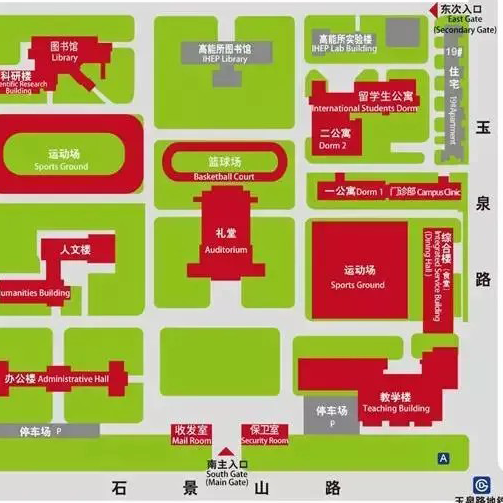 东次入口
East Gate
(Secondary Gate)
图书馆
Library
高能所图书馆
IHEP Library
高能所实验楼
IHEP Lab Building
19#
住宅
19#Apartment
科研楼
Scientific Research
Building
留学生公寓
International Students Dorm
二公寓
Dorm 2
玉泉路
运动场
Sports Ground
篮球场
Basketball Court
一公寓Dorm 1
门诊部 Campus Clinic
礼堂
Auditorium
人文楼
Humanities Building
运动场
Sports Ground
综合楼(食堂)
Integrated Service Building
(Dining Hall)
办公楼 Administrative Hall
教学楼
Teaching Building
停车场 P
停车场
P
收发室
Mail Room
保卫室
Security Room
南主入口
South Gate
(Main Gate)
A
石景山路
玉泉路地